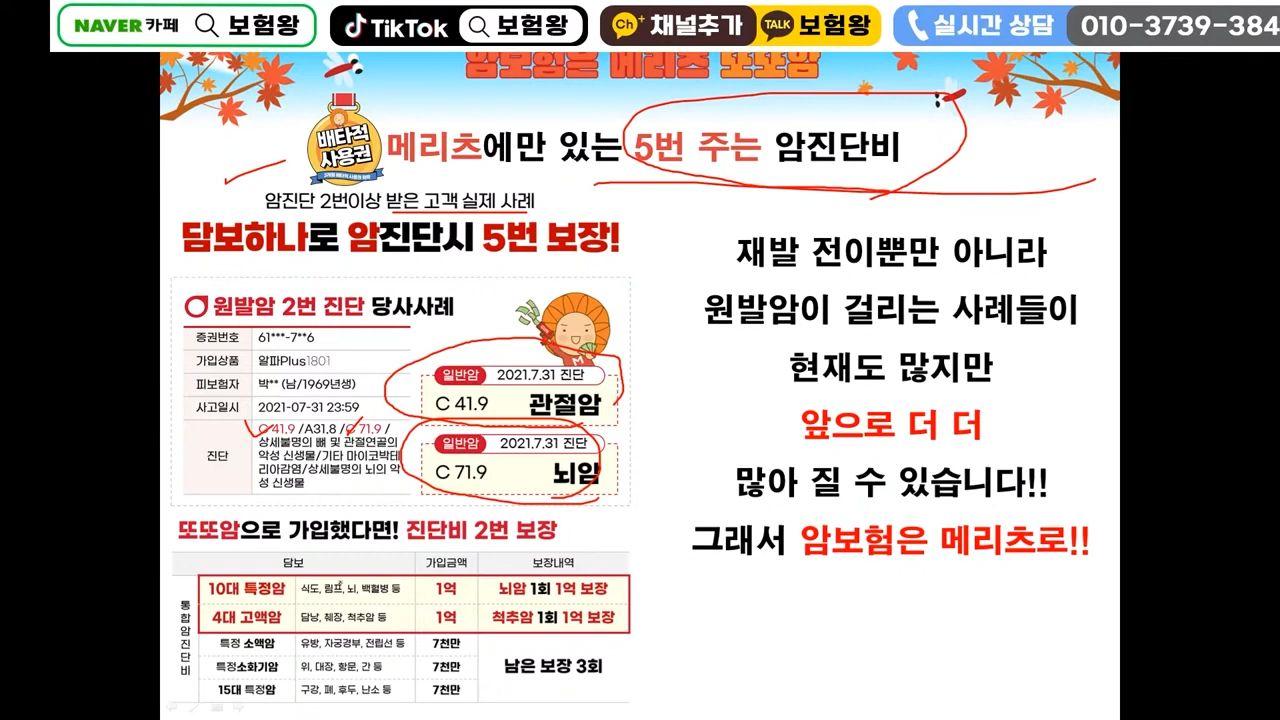 NAVER 카페 보험왕
TikTok 보험왕
Ch+ 채널추가 TALK 보험왕
실시간 상담 010-3739-384
암보험은 메리츠 또또암
배타적
사용권
메리츠에만 있는 5번 주는 암진단비
암진단 2번이상 받은 고객 실제 사례
담보하나로 암진단시 5번 보장!
원발암 2번 진단 당사사례
증권번호 61***-7**6
가입상품 알파Plus1801
피보험자 박** (남/1969년생)
사고일시 2021-07-31 23:59
진단
C 41.9 /A31.8 /C 71.9 /
상세불명의 뼈 및 관절연골의
악성 신생물/기타 마이코박테
리아감염/상세불명의 뇌의 악
성 신생물
일반암 2021.7.31 진단
C 41.9 관절암
일반암 2021.7.31 진단
C 71.9 뇌암
또또암으로 가입했다면! 진단비 2번 보장
담보 가입금액 보장내역
통합암진단비
10대 특정암 식도, 림프, 뇌, 백혈병 등 1억 뇌암 1회 1억 보장
4대 고액암 담낭, 췌장, 척추암 등 1억 척추암 1회 1억 보장
특정 소액암 유방, 자궁경부, 전립선 등 7천만
특정소화기암 위, 대장, 항문, 간 등 7천만
15대 특정암 구강, 폐, 후두, 난소 등 7천만
남은 보장 3회
재발 전이뿐만 아니라
원발암이 걸리는 사례들이
현재도 많지만
앞으로 더 더
많아 질 수 있습니다!!
그래서 암보험은 메리츠로!!